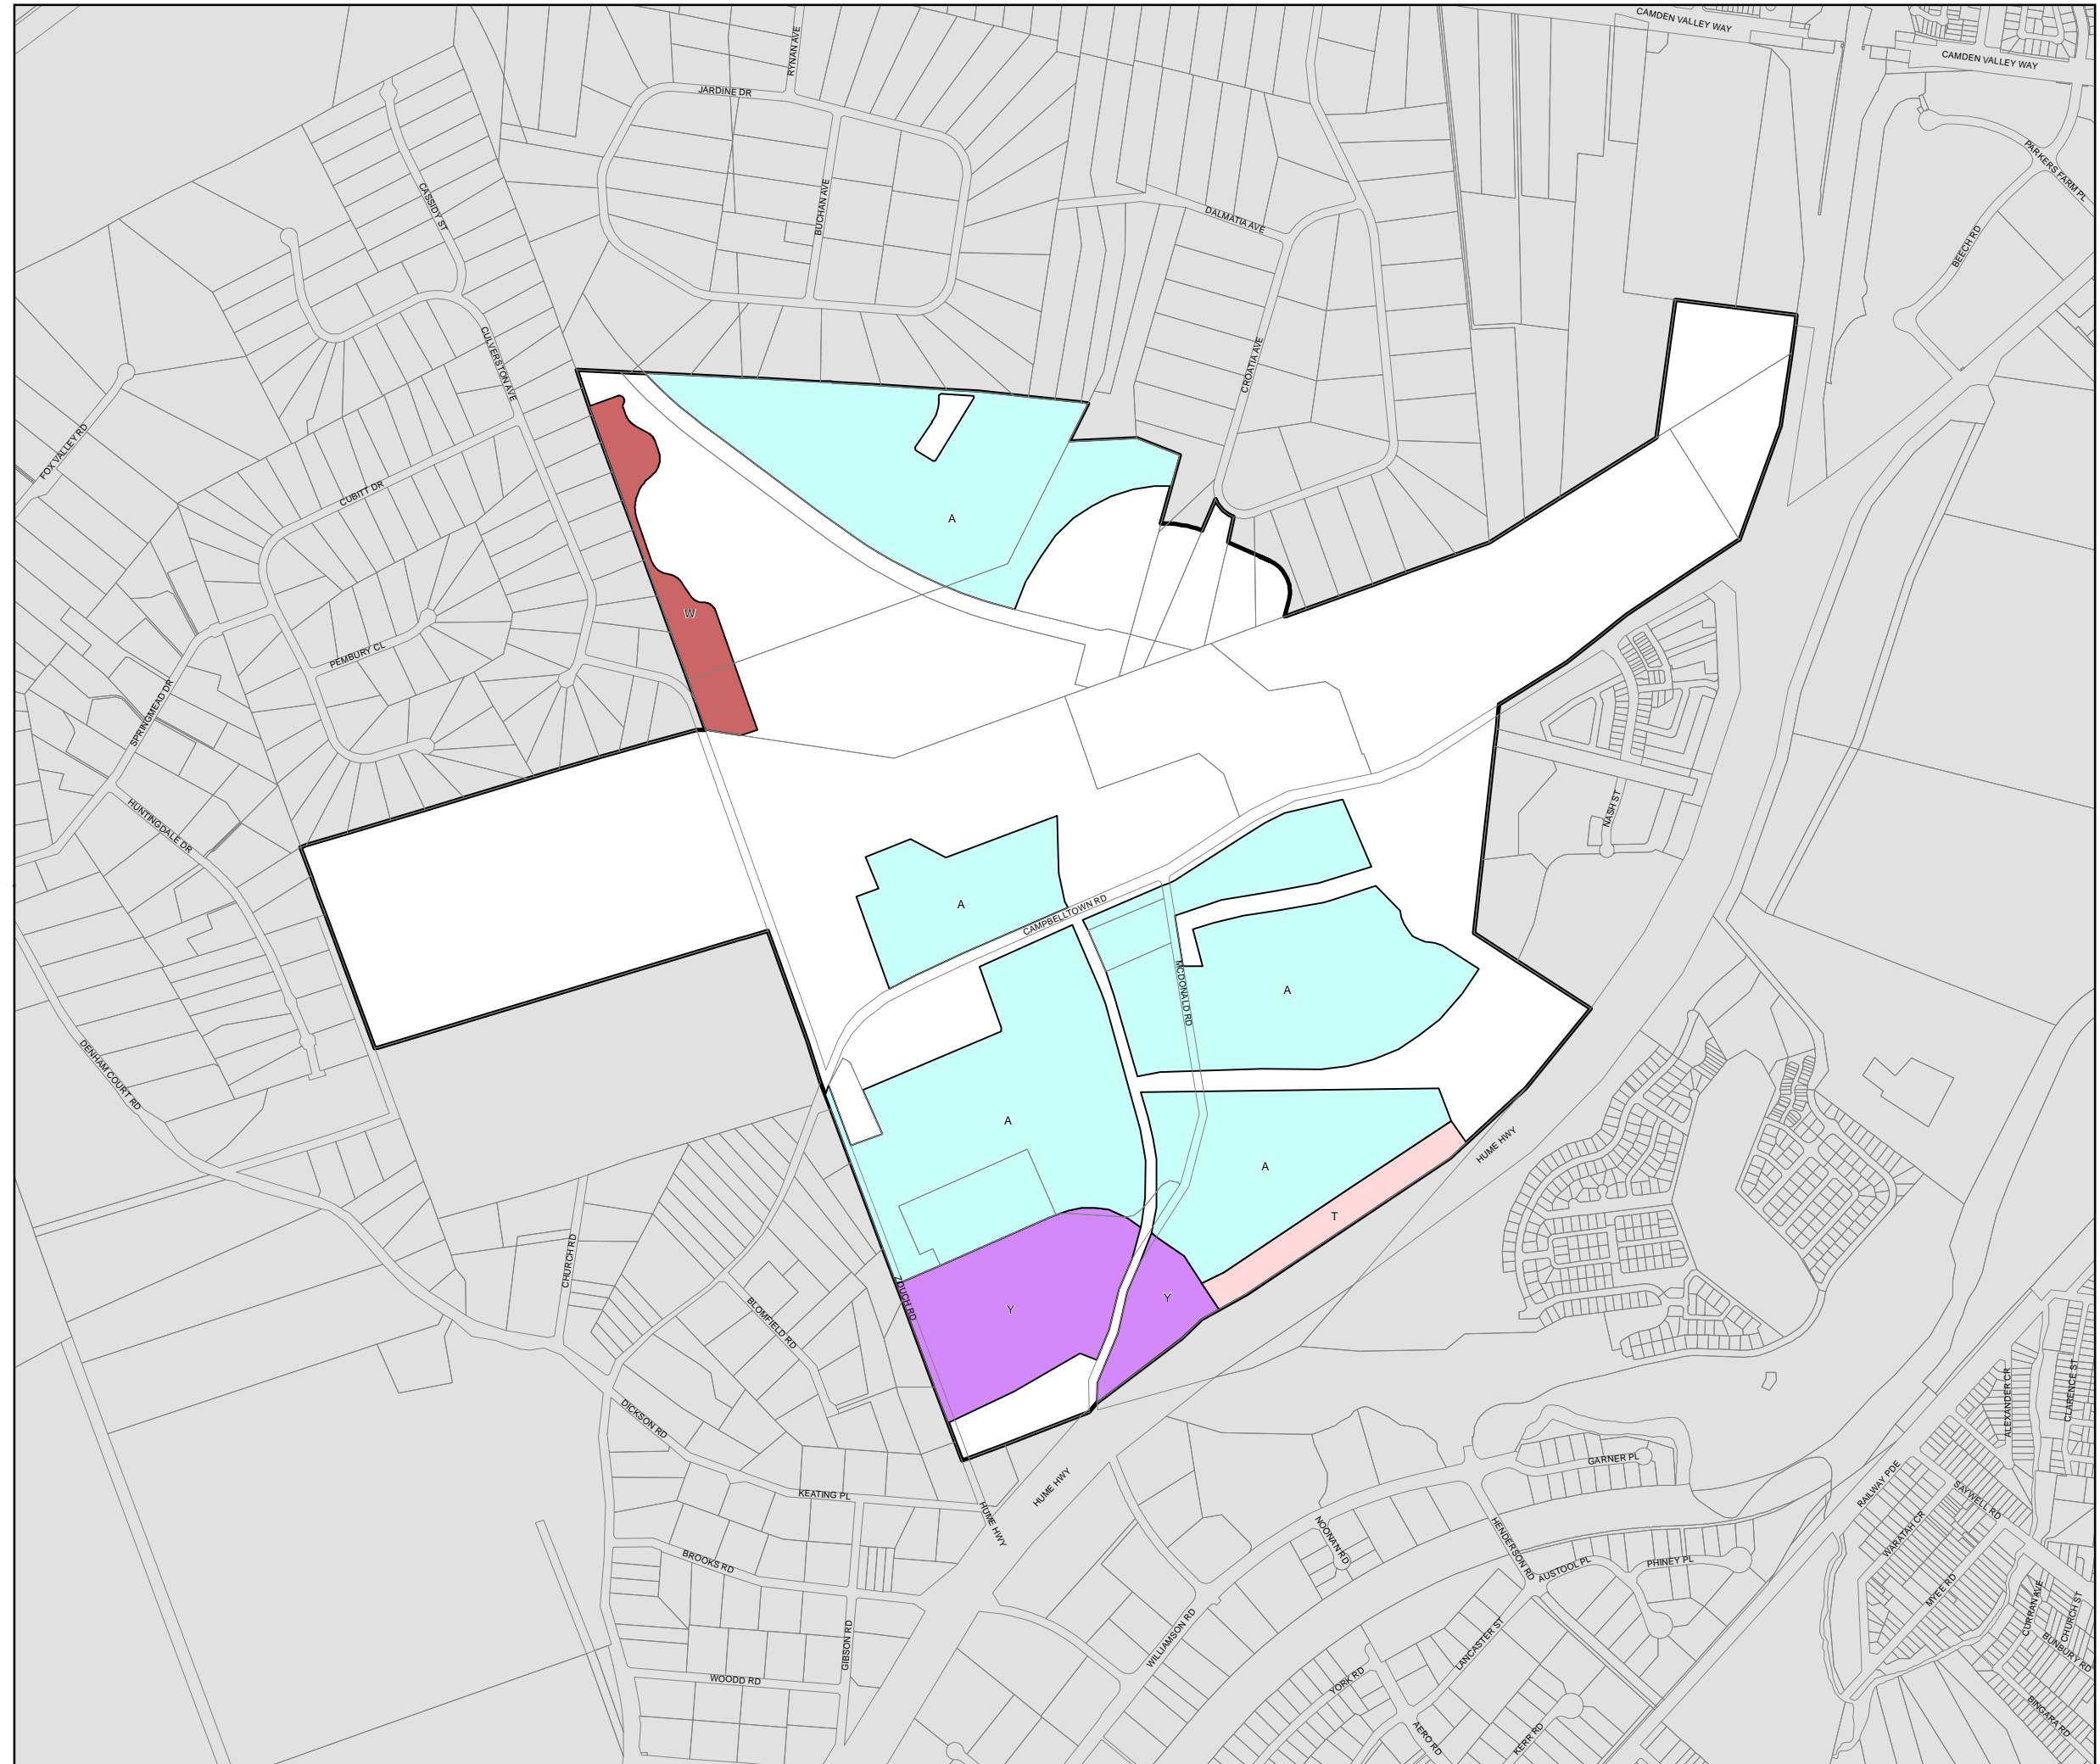 CAMDEN VALLEY WAY
CAMDEN VALLEY WAY
RYNAN AVE
JARDINE DR
PARKERS FARM PL
CASSIDY ST
BUCHAN AVE
DALMATIA AVE
BEECH RD
CULVERSTON AVE
CROATIA AVE
FOX VALLEY RD
CUBITT DR
A
W
PEMBURY CL
SPRINGMEAD DR
HUNTINGDALE DR
NASH ST
A
CAMPBELLTOWN RD
MCDONALD RD
A
DENHAM COURT RD
A
HUME HWY
A
T
CHURCH RD
ZOUCH RD
Y
Y
BLOMFIELD RD
ALEXANDER CR
CLARENCE ST
DICKSON RD
GARNER PL
KEATING PL
HUME HWY
HUME HWY
RAILWAY PDE
SAYWELL RD
NOONAN RD
HENDERSON RD
WARATAH CR
BROOKS RD
AUSTOOL PL
PHINEY PL
MYEE RD
CURRAN AVE
CHURCH ST
GIBSON RD
WILLIAMSON RD
LANCASTER ST
BUNBURY RD
WOODD RD
YORK RD
BINGARA RD
AERO RD
KERR RD